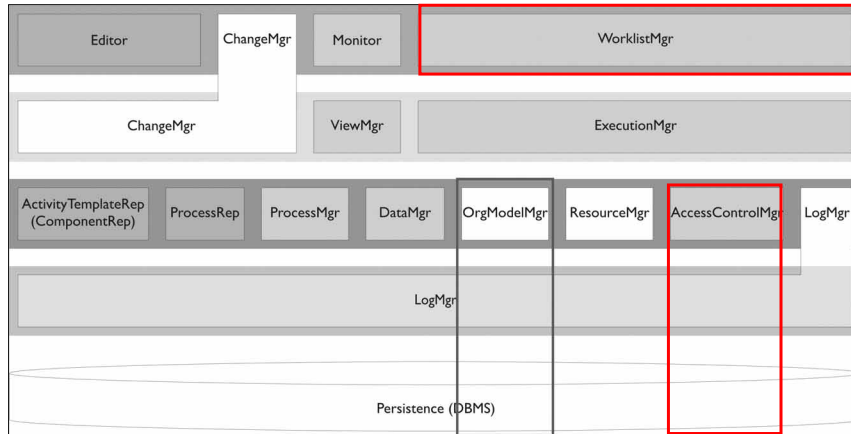 Editor
ChangeMgr
Monitor
WorklistMgr
ChangeMgr
ViewMgr
ExecutionMgr
ActivityTemplateRep
(ComponentRep)
ProcessRep
ProcessMgr
DataMgr
OrgModelMgr
ResourceMgr
AccessControlMgr
LogMgr
LogMgr
Persistence (DBMS)